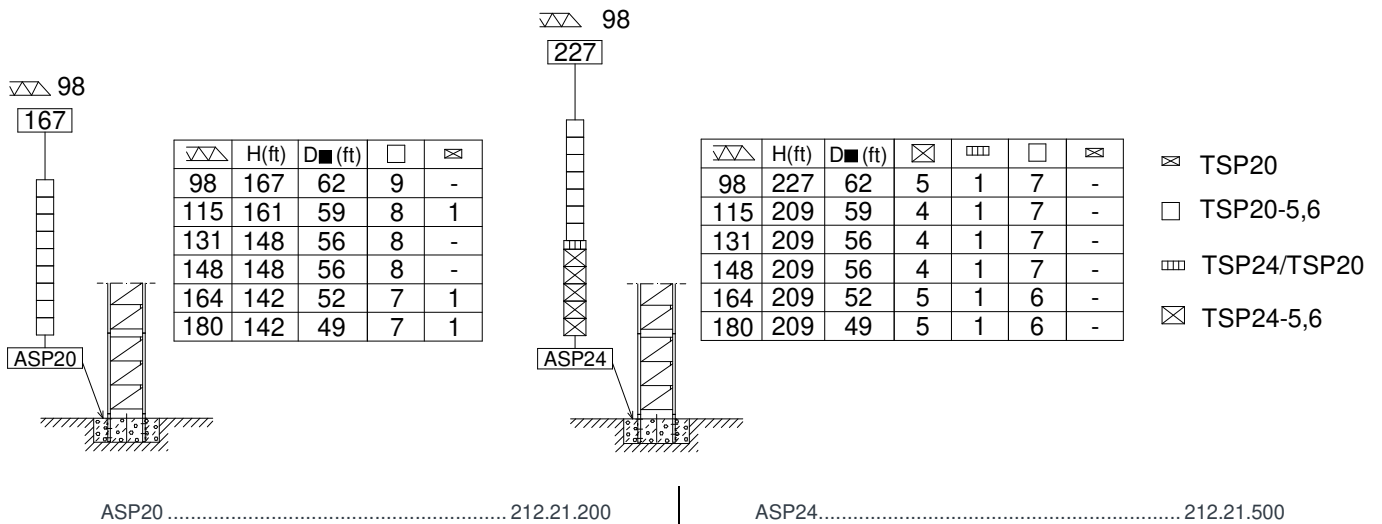 98
167
H(ft) D■(ft)
98 167 62 9 -
115 161 59 8 1
131 148 56 8 -
148 148 56 8 -
164 142 52 7 1
180 142 49 7 1
ASP20
98
227
H(ft) D■(ft)
98 227 62 5 1 7 -
115 209 59 4 1 7 -
131 209 56 4 1 7 -
148 209 56 4 1 7 -
164 209 52 5 1 6 -
180 209 49 5 1 6 -
ASP24
TSP20
TSP20-5,6
TSP24/TSP20
TSP24-5,6
ASP20 ........................................................ 212.21.200
ASP24............................................................. 212.21.500